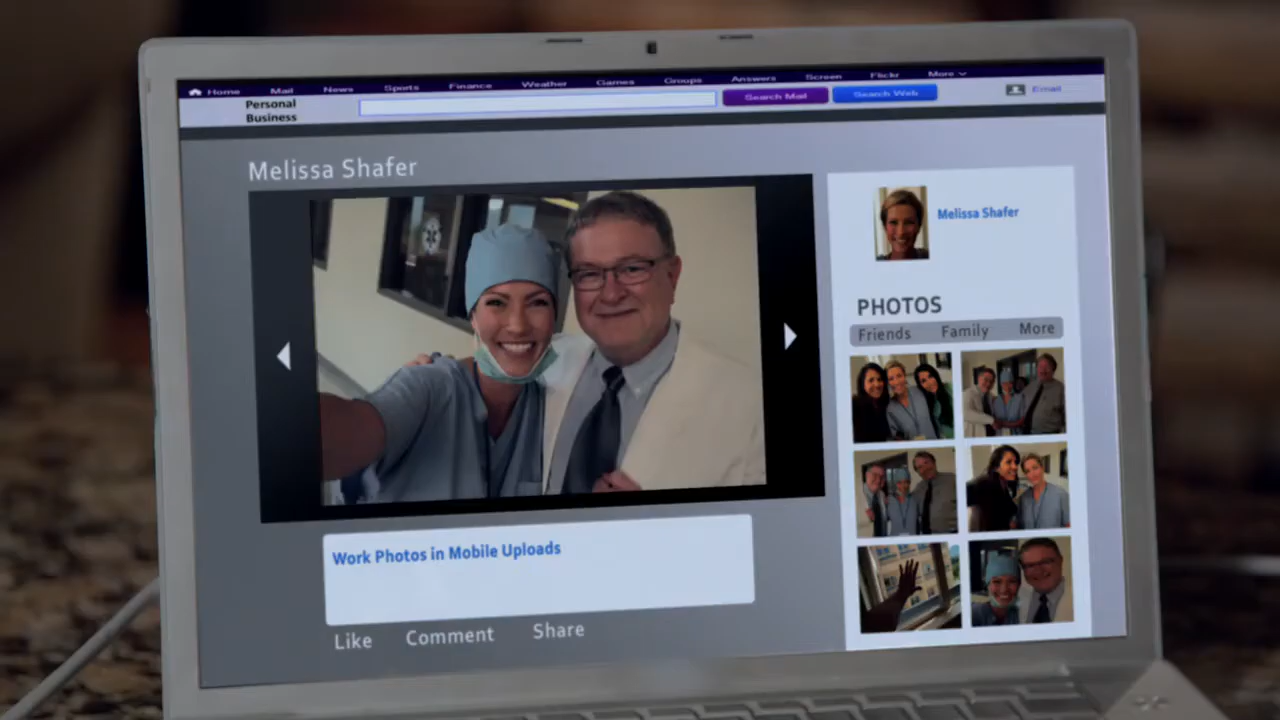 Home Mail News Sports Finance Weather Games Groups Answers Screen Flickr More
Personal
Business
Search Mail
Search Web
Email
Melissa Shafer
Melissa Shafer
PHOTOS
Friends Family More
Work Photos in Mobile Uploads
Like Comment Share